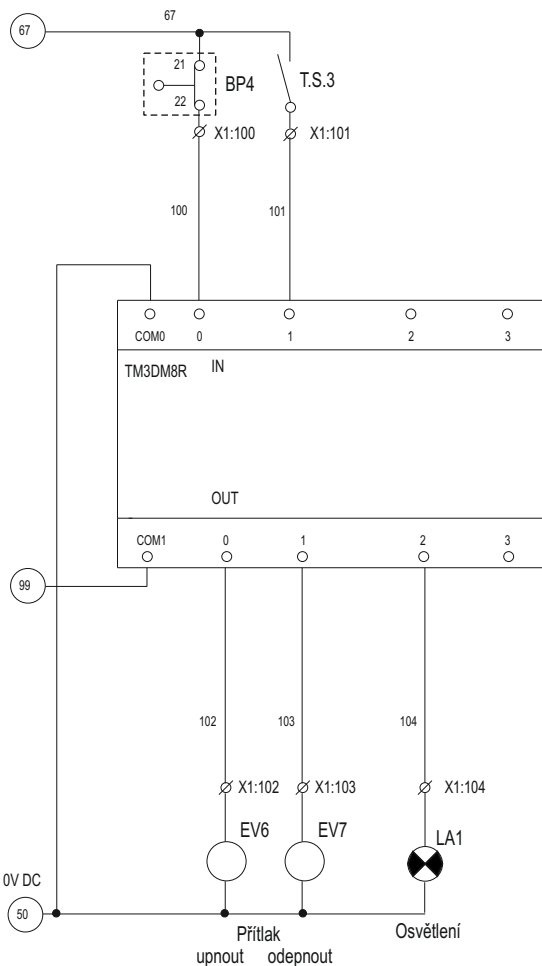 67
67
21
BP4
T.S.3
22
X1:100
X1:101
100
101
COM0
0
1
2
3
TM3DM8R
IN
OUT
COM1
0
1
2
3
99
102
103
104
X1:102
X1:103
X1:104
EV6
EV7
LA1
0V DC
50
Přítlak
Osvětlení
upnout
odepnout